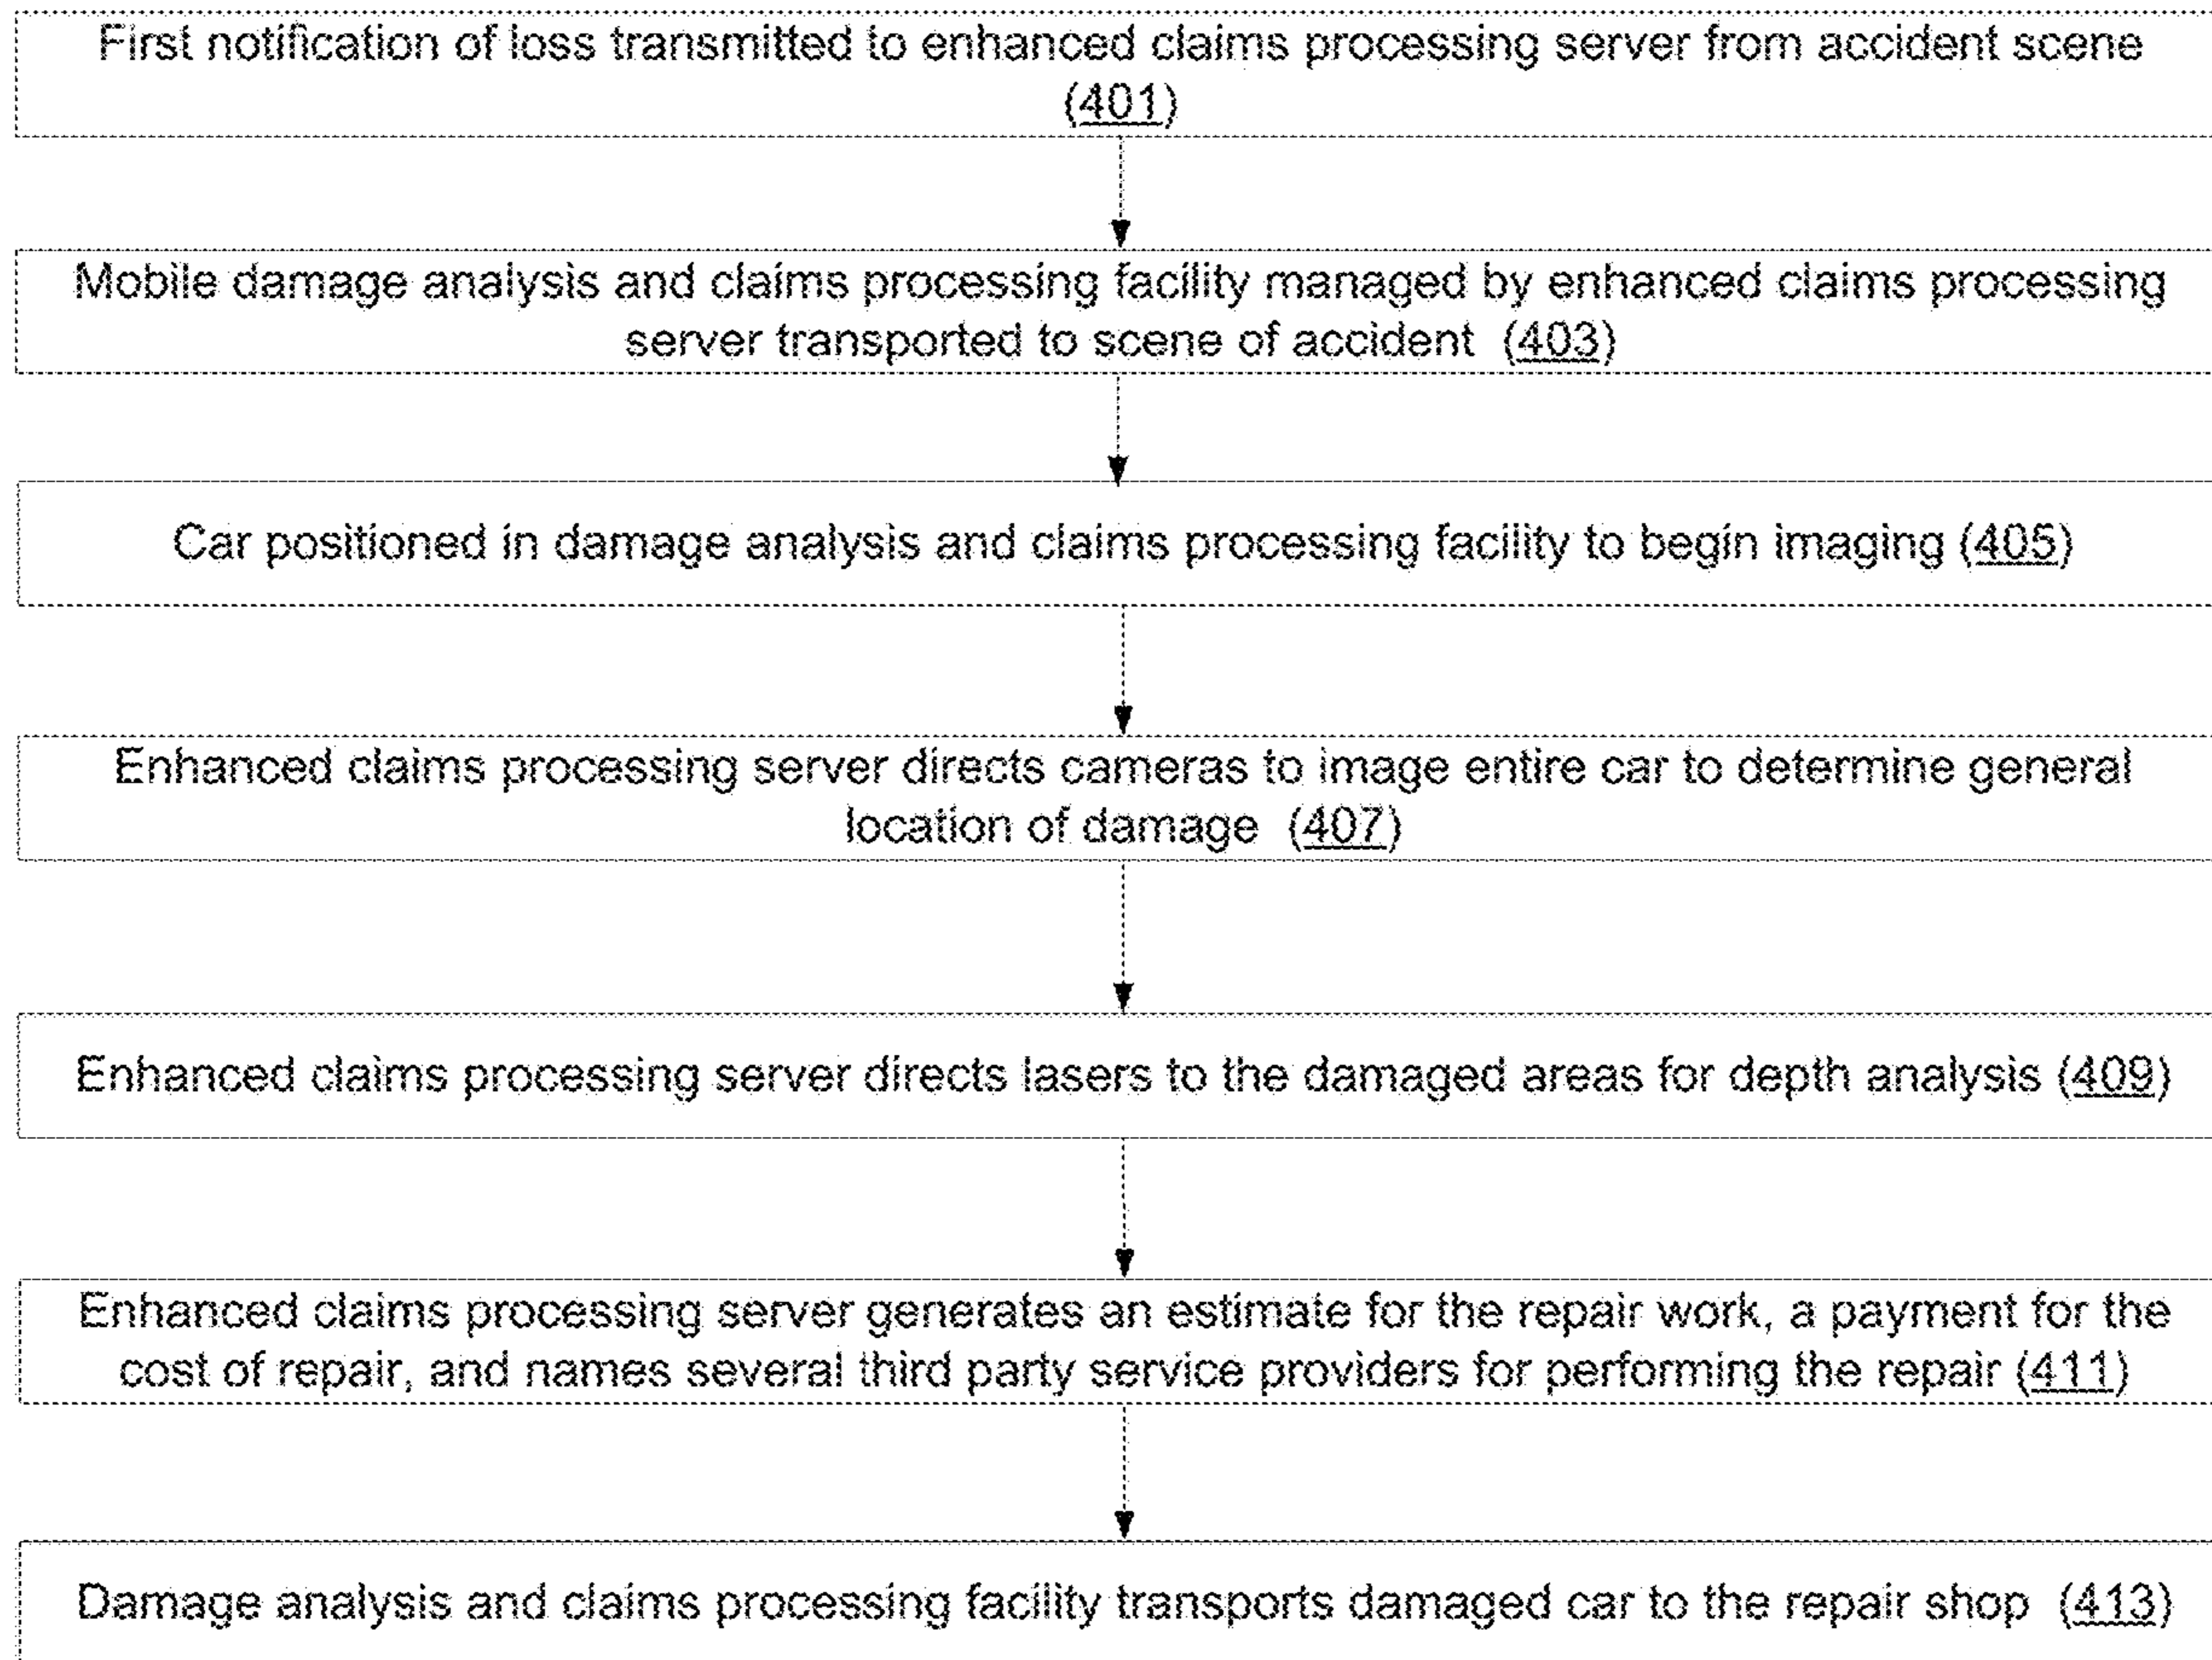 First notification of loss transmitted to enhanced claims processing server from accident scene
(401)
Mobile damage analysis and claims processing facility managed by enhanced claims processing
server transported to scene of accident (403)
Car positioned in damage analysis and claims processing facility to begin imaging (405)
Enhanced claims processing server directs cameras to image entire car to determine general
location of damage (407)
Enhanced claims processing server directs lasers to the damaged areas for depth analysis (409)
Enhanced claims processing server generates an estimate for the repair work, a payment for the
cost of repair, and names several third party service providers for performing the repair (411)
Damage analysis and claims processing facility transports damaged car to the repair shop (413)